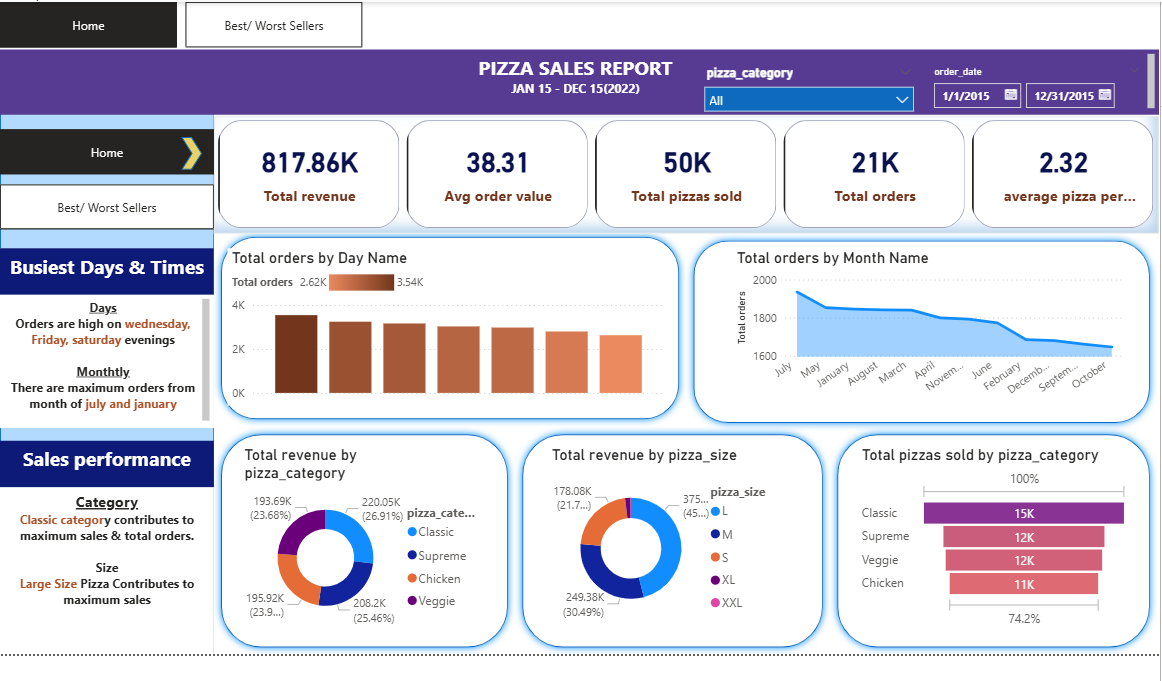 Home
Best/ Worst Sellers
PIZZA SALES REPORT
JAN 15 - DEC 15(2022)
pizza_category
All
order_date
1/1/2015
12/31/2015
Home
Best/ Worst Sellers
817.86K
Total revenue
38.31
Avg order value
50K
Total pizzas sold
21K
Total orders
2.32
average pizza per...
Busiest Days & Times
Days
Orders are high on wednesday,
Friday, saturday evenings
Monthly
There are maximum orders from
month of july and january
Total orders by Day Name
Total orders 2.62K 3.54K
4K
2K
0K
Total orders by Month Name
Total orders
2000
1800
1600
July
May
January
August
March
April
Novem...
June
February
Decemb...
Septem...
October
Sales performance
Category
Classic category contributes to
maximum sales & total orders.
Size
Large Size Pizza Contributes to
maximum sales
Total revenue by
pizza_category
193.69K
(23.68%)
220.05K
(26.91%)
195.92K
(23.9...)
208.2K
(25.46%)
pizza_cate...
Classic
Supreme
Chicken
Veggie
Total revenue by pizza_size
178.08K
(21.7...)
375....
(45...)
249.38K
(30.49%)
pizza_size
L
M
S
XL
XXL
Total pizzas sold by pizza_category
100%
Classic 15K
Supreme 12K
Veggie 12K
Chicken 11K
74.2%